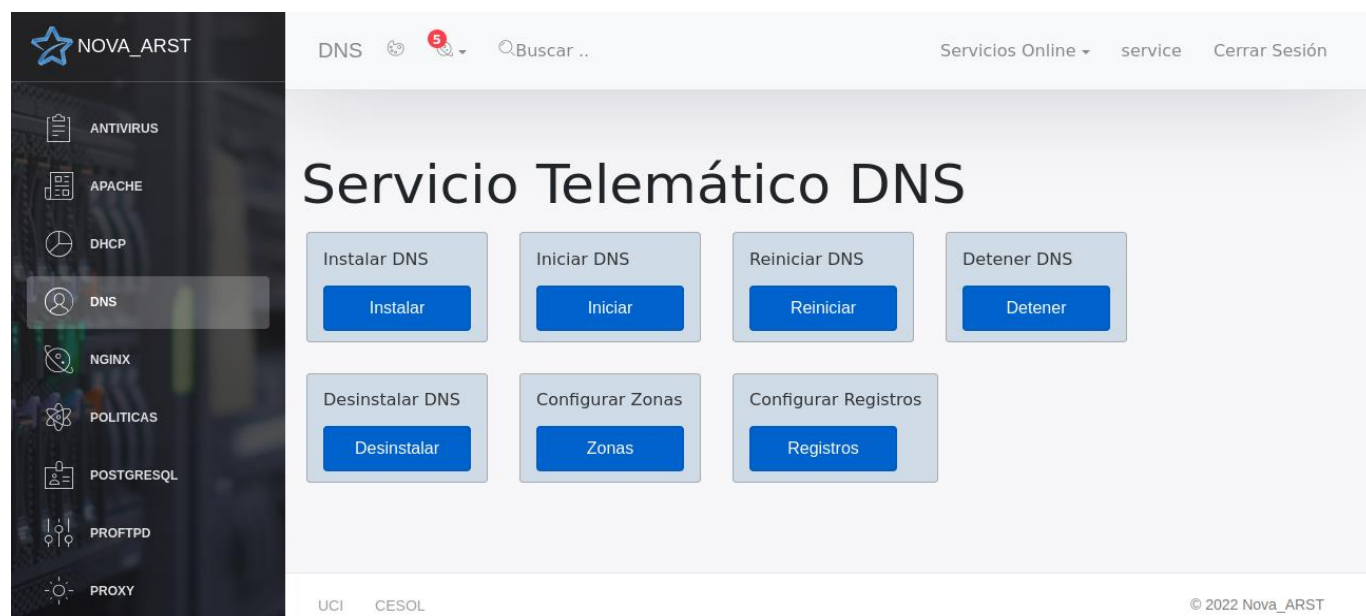 NOVA_ARST
ANTIVIRUS
APACHE
DHCP
DNS
NGINX
POLITICAS
POSTGRESQL
PROFTPD
PROXY
DNS 5 Buscar .. Servicios Online service Cerrar Sesión
Servicio Telemático DNS
Instalar DNS
Instalar
Iniciar DNS
Iniciar
Reiniciar DNS
Reiniciar
Detener DNS
Detener
Desinstalar DNS
Desinstalar
Configurar Zonas
Zonas
Configurar Registros
Registros
UCI CESOL © 2022 Nova_ARST